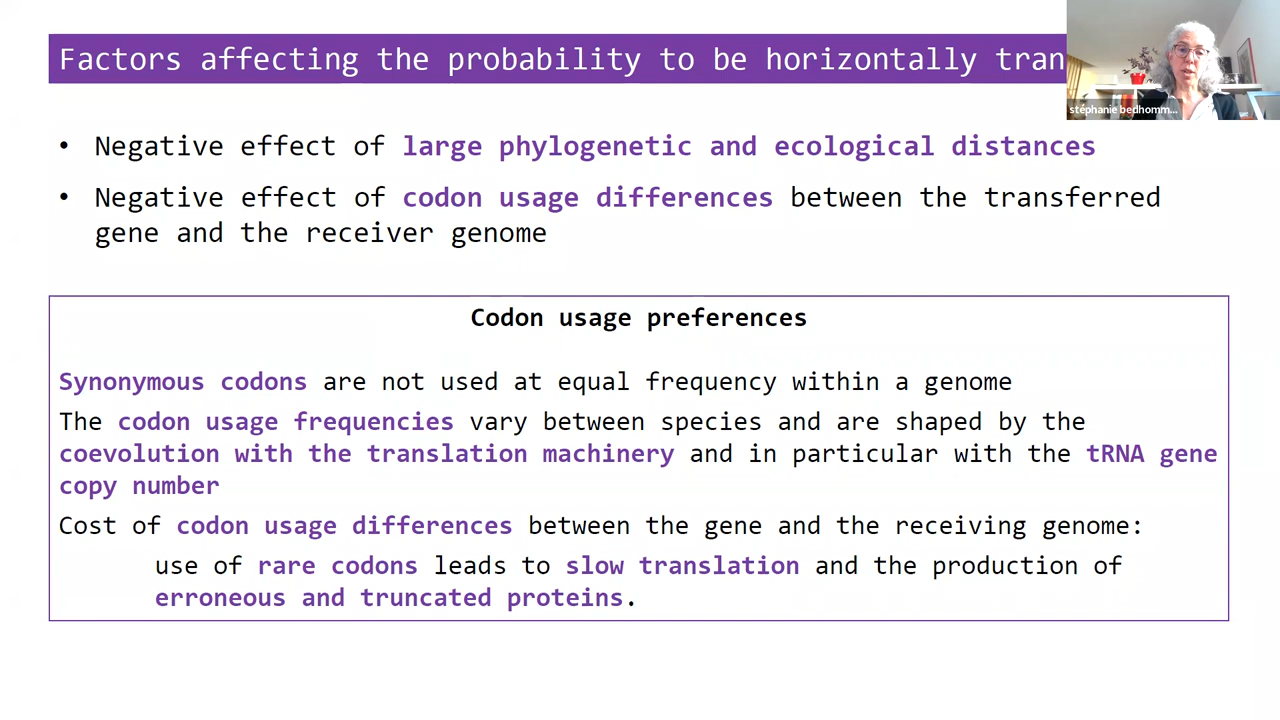 Factors affecting the probability to be horizontally tran
stéphanie bedhomm...
• Negative effect of large phylogenetic and ecological distances
• Negative effect of codon usage differences between the transferred
gene and the receiver genome
Codon usage preferences
Synonymous codons are not used at equal frequency within a genome
The codon usage frequencies vary between species and are shaped by the
coevolution with the translation machinery and in particular with the tRNA gene
copy number
Cost of codon usage differences between the gene and the receiving genome:
use of rare codons leads to slow translation and the production of
erroneous and truncated proteins.